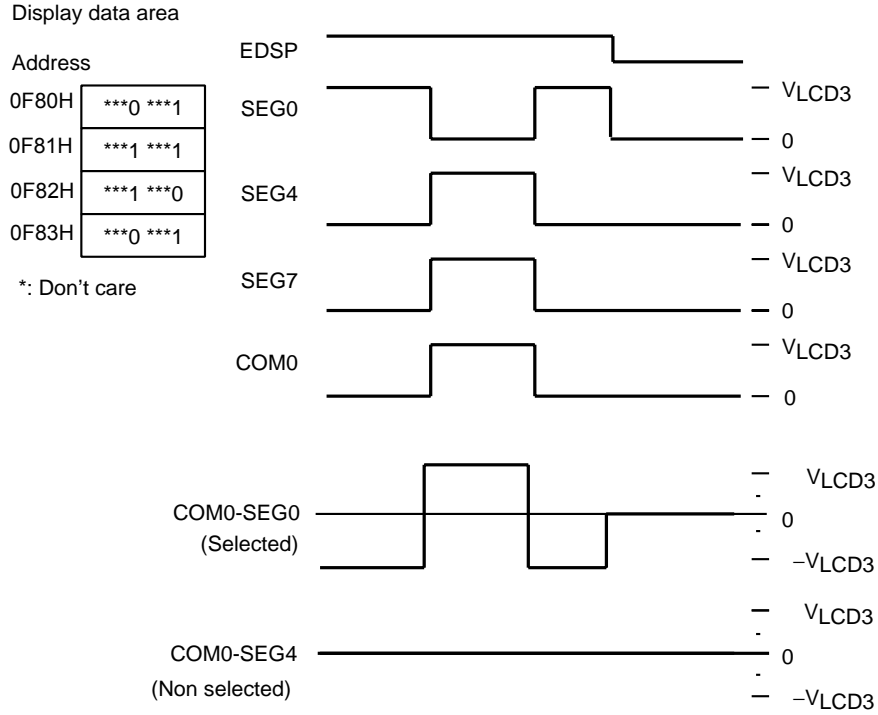 Display data area
Address
0F80H ***0 ***1
0F81H ***1 ***1
0F82H ***1 ***0
0F83H ***0 ***1
*: Don't care
EDSP
SEG0 VLCD3
0
SEG4 VLCD3
0
SEG7 VLCD3
0
COM0 VLCD3
0
VLCD3
COM0-SEG0 0
(Selected)
−VLCD3
VLCD3
COM0-SEG4 0
(Non selected)
−VLCD3